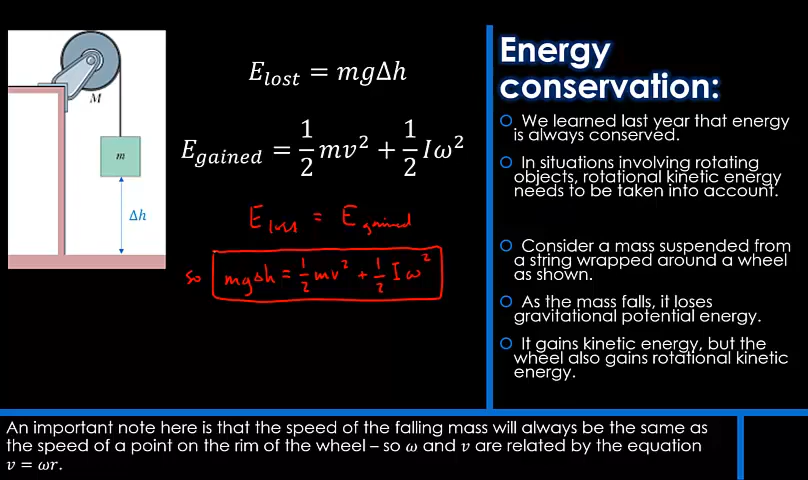 M
m
Δh
E_lost = mgΔh
E_gained = 1/2 mv² + 1/2 Iω²
E_loss = E_gained
so mgΔh = 1/2 mv² + 1/2 Iω²
Energy
conservation:
We learned last year that energy
is always conserved.
In situations involving rotating
objects, rotational kinetic energy
needs to be taken into account.
Consider a mass suspended from
a string wrapped around a wheel
as shown.
As the mass falls, it loses
gravitational potential energy.
It gains kinetic energy, but the
wheel also gains rotational kinetic
energy.
An important note here is that the speed of the falling mass will always be the same as
the speed of a point on the rim of the wheel – so ω and v are related by the equation
v = ωr.